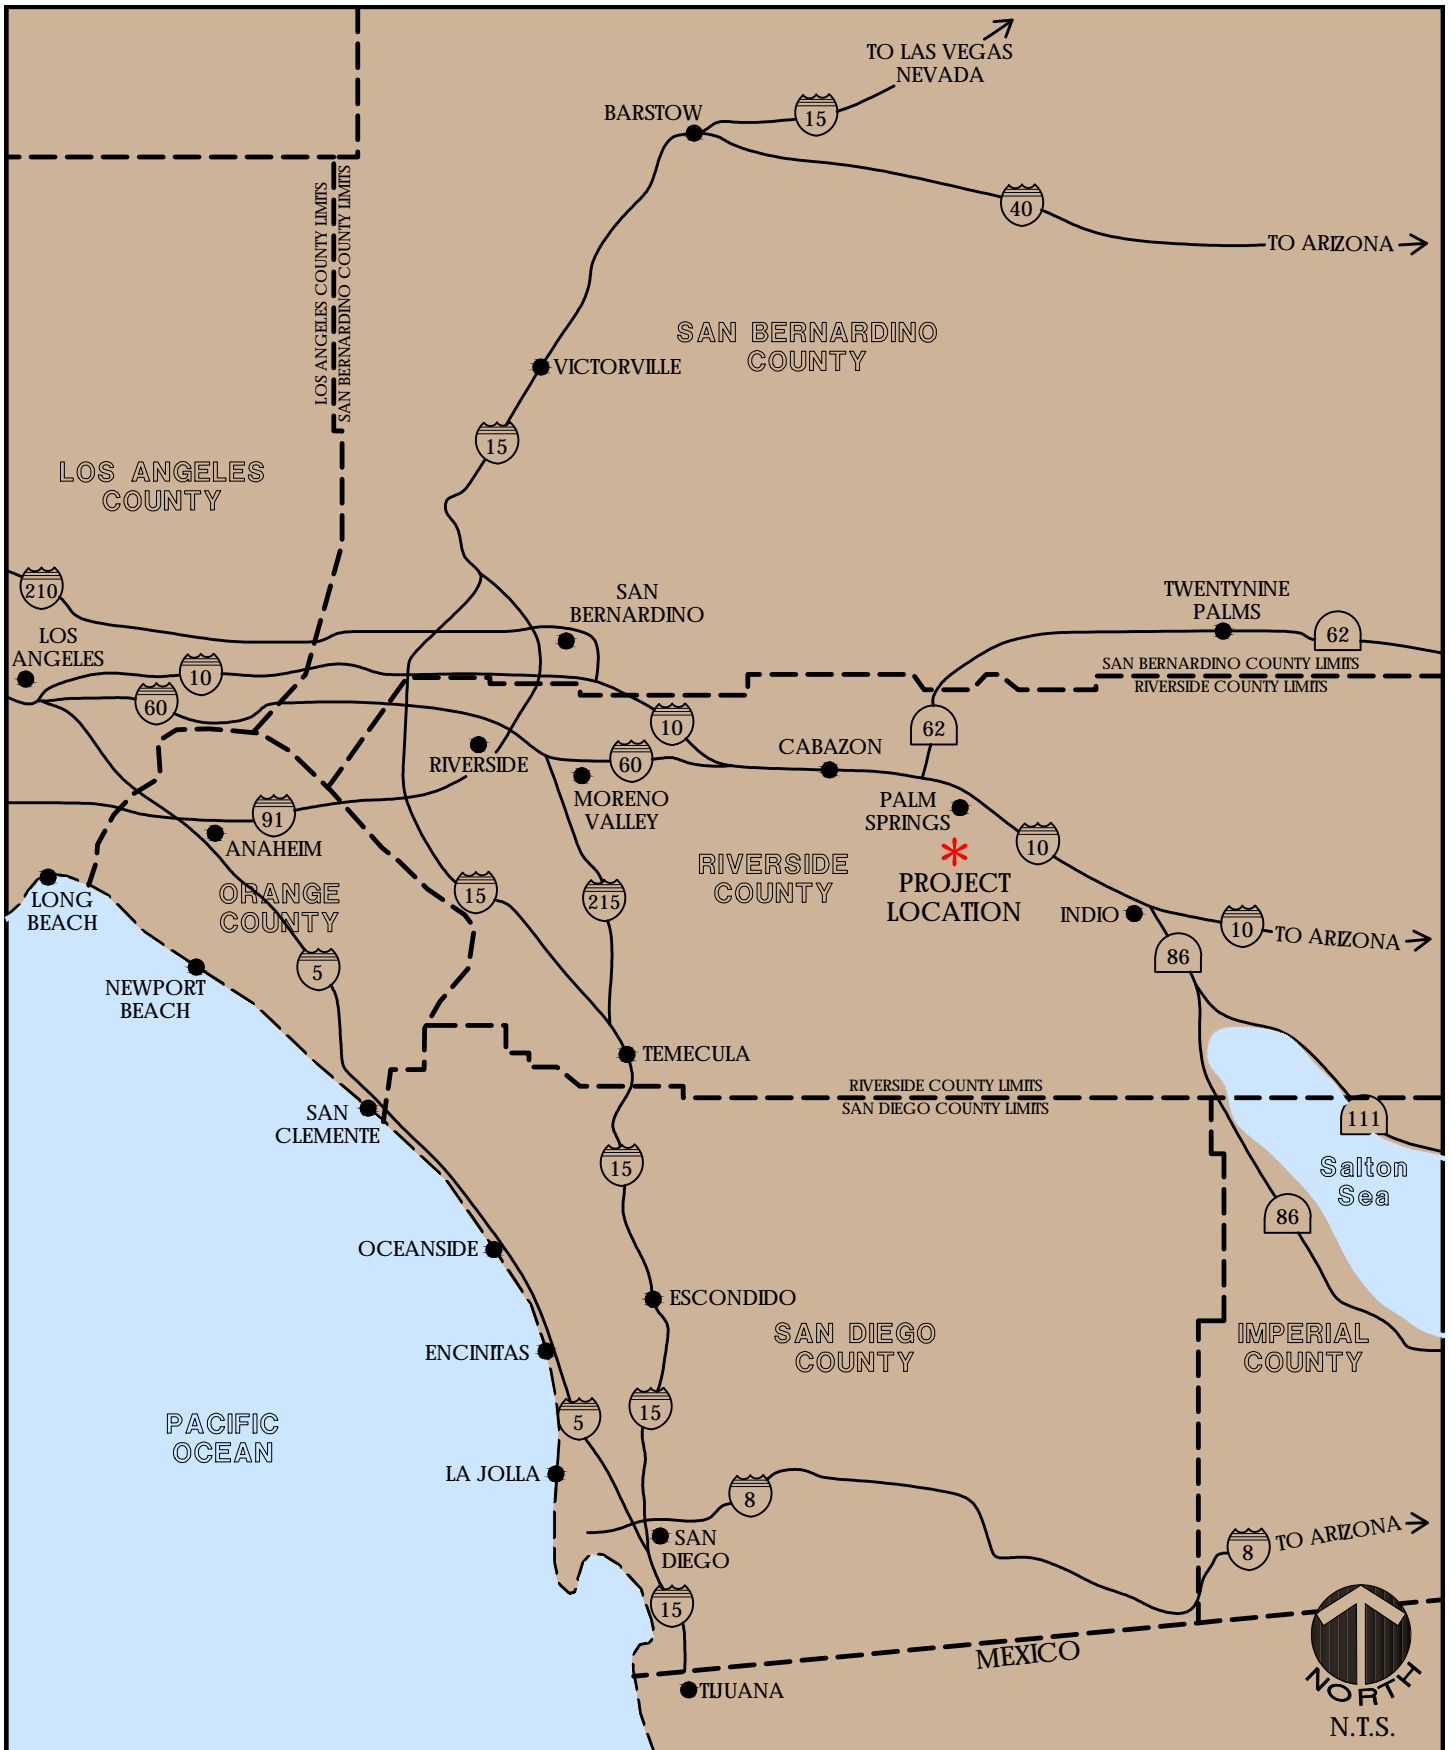 TO LAS VEGAS
NEVADA
BARSTOW
15
40
TO ARIZONA
LOS ANGELES COUNTY LIMITS
SAN BERNARDINO COUNTY LIMITS
SAN BERNARDINO
COUNTY
VICTORVILLE
15
LOS ANGELES
COUNTY
210
SAN
BERNARDINO
TWENTYNINE
PALMS
62
LOS
ANGELES
10
SAN BERNARDINO COUNTY LIMITS
RIVERSIDE COUNTY LIMITS
60
10
62
CABAZON
RIVERSIDE
60
MORENO
VALLEY
PALM
SPRINGS
91
ANAHEIM
10
RIVERSIDE
COUNTY
PROJECT
LOCATION
LONG
BEACH
ORANGE
COUNTY
15
215
INDIO
10
TO ARIZONA
86
5
NEWPORT
BEACH
TEMECULA
RIVERSIDE COUNTY LIMITS
SAN DIEGO COUNTY LIMITS
SAN
CLEMENTE
111
15
Salton
Sea
86
OCEANSIDE
ESCONDIDO
SAN DIEGO
COUNTY
IMPERIAL
COUNTY
ENCINITAS
15
5
PACIFIC
OCEAN
LA JOLLA
8
SAN
DIEGO
TO ARIZONA
8
15
MEXICO
TIJUANA
NORTH
N.T.S.